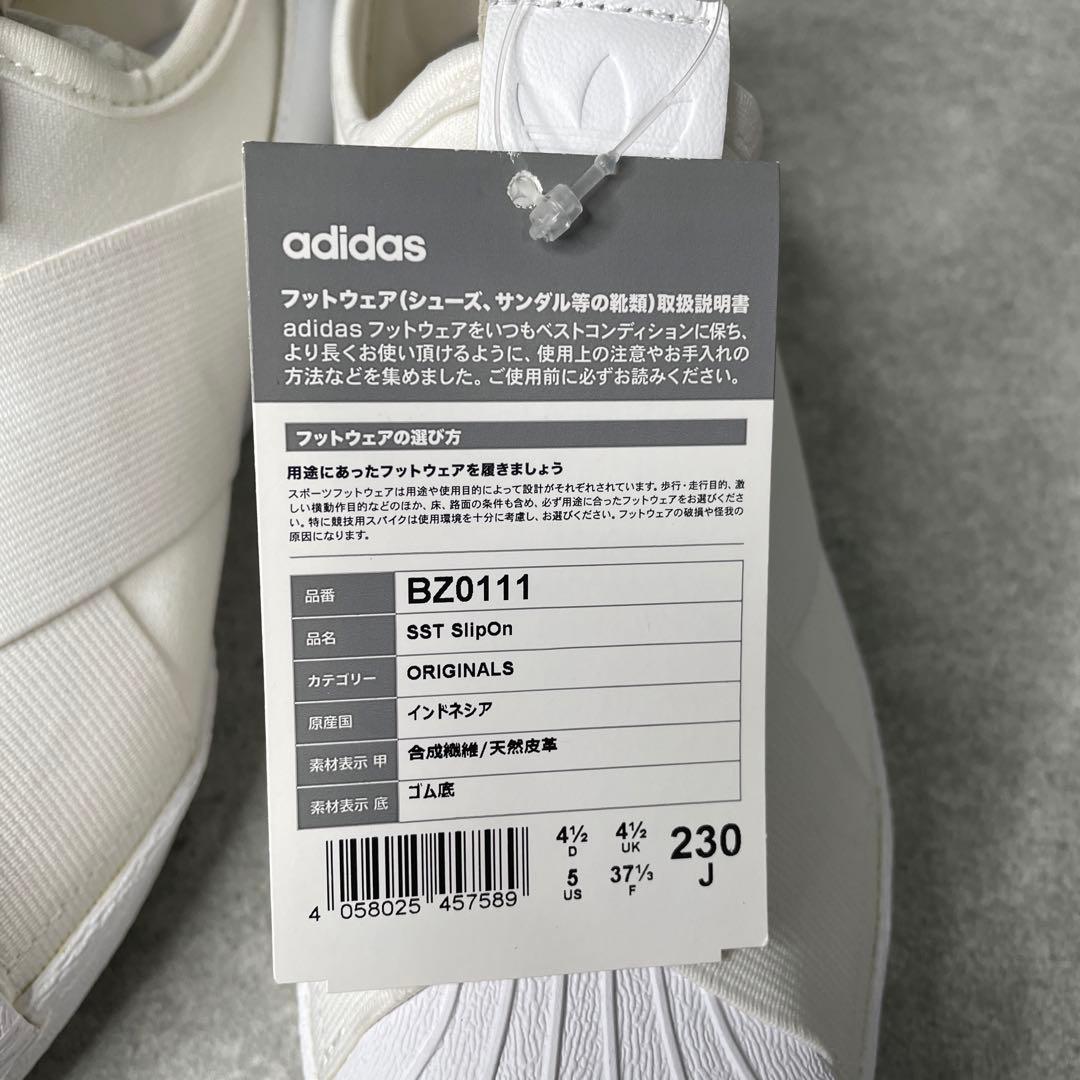 adidas
フットウェア(シューズ、サンダル等の靴類)取扱説明書
adidas フットウェアをいつもベストコンディションに保ち、
より長くお使い頂けるように、使用上の注意やお手入れの
方法などを集めました。ご使用前に必ずお読みください。
フットウェアの選び方
用途にあったフットウェアを履きましょう
スポーツフットウェアは用途や使用目的によって設計がそれぞれされています。歩行・走行目的、激
しい横動作目的などのほか、床、路面の条件も含め、必ず用途に合ったフットウェアをお選びくださ
い。特に競技用スパイクは使用環境を十分に考慮し、お選びください。フットウェアの破損や怪我の
原因になります。
品番 BZ0111
品名 SST SlipOn
カテゴリー ORIGINALS
原産国 インドネシア
素材表示 甲 合成繊維/天然皮革
素材表示 底 ゴム底
4½ D 4½ UK 230 J
5 US 37⅓ F
4 058025 457589